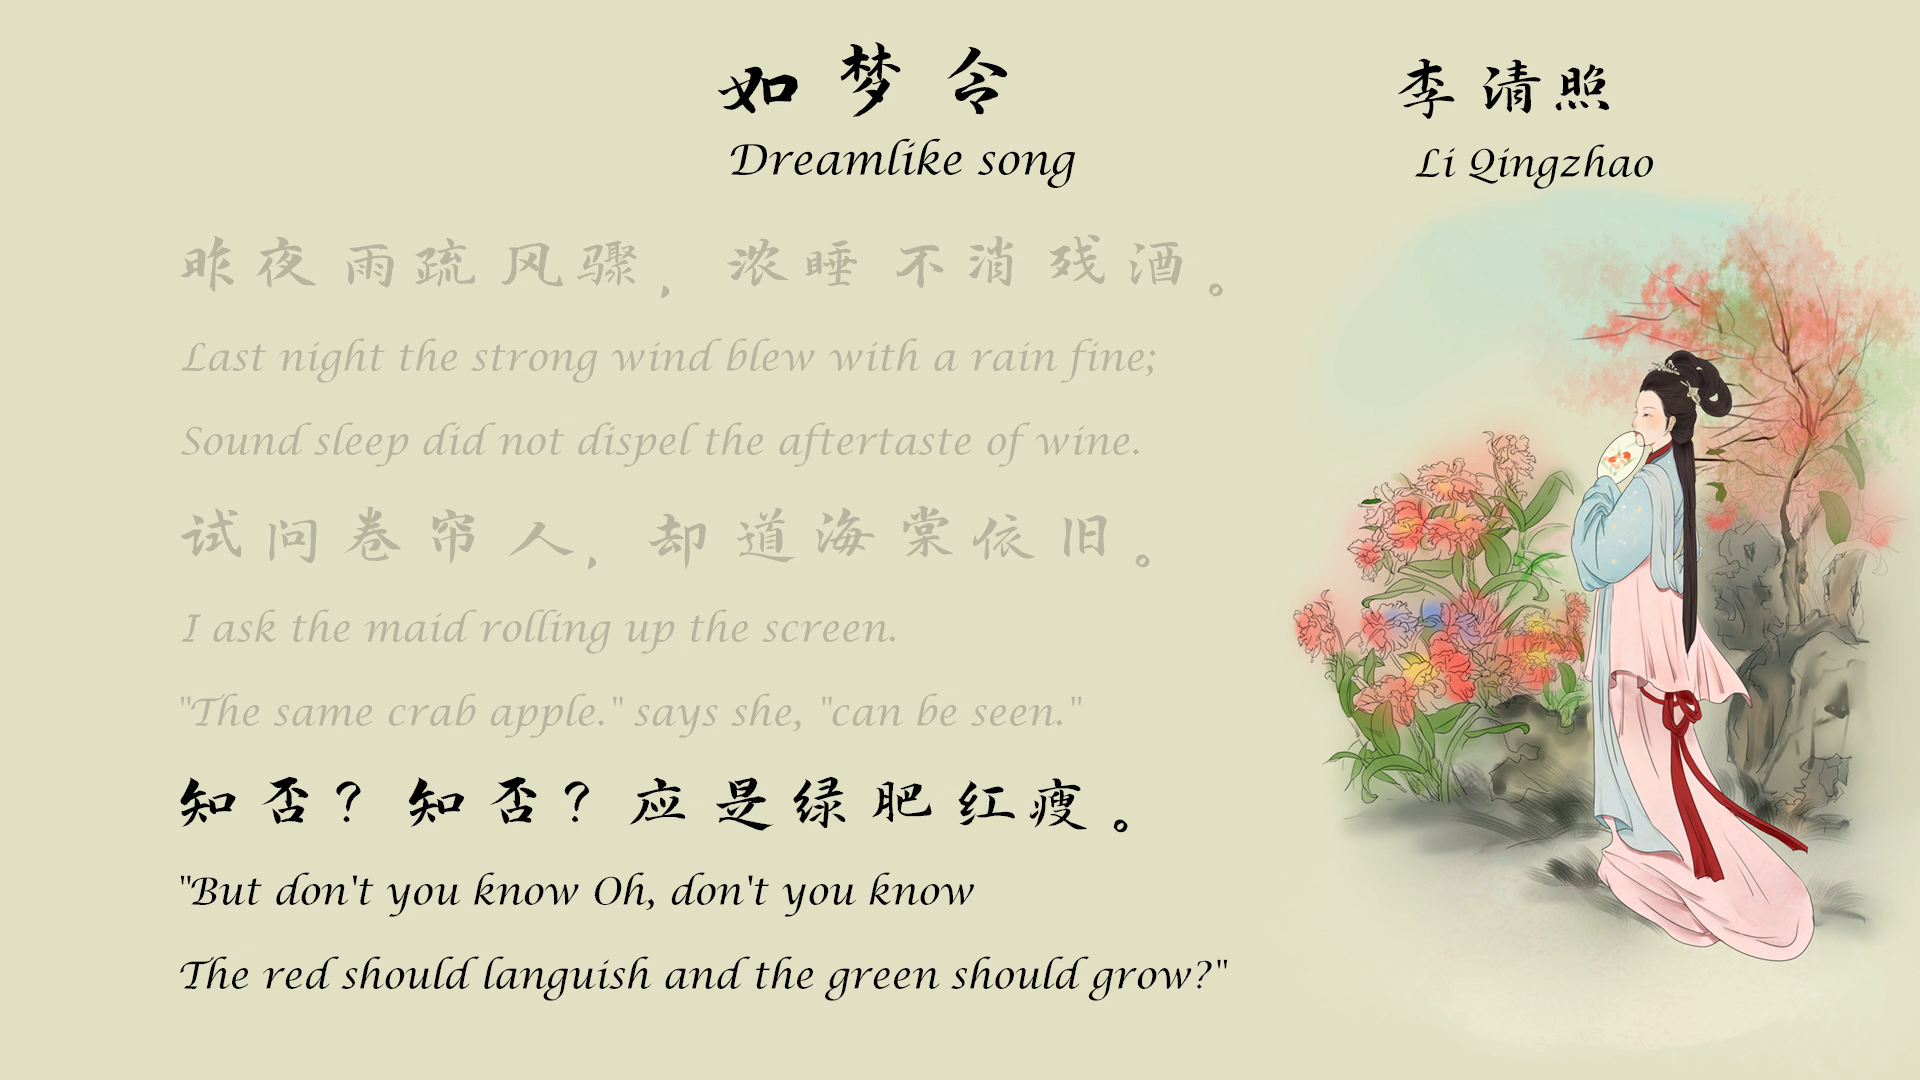 如梦令
李清照
Dreamlike song
Li Qingzhao
昨夜雨疏风骤，浓睡不消残酒。
Last night the strong wind blew with a rain fine;
Sound sleep did not dispel the aftertaste of wine.
试问卷帘人，却道海棠依旧。
I ask the maid rolling up the screen.
"The same crab apple." says she, "can be seen."
知否？知否？应是绿肥红瘦。
"But don't you know Oh, don't you know
The red should languish and the green should grow?"